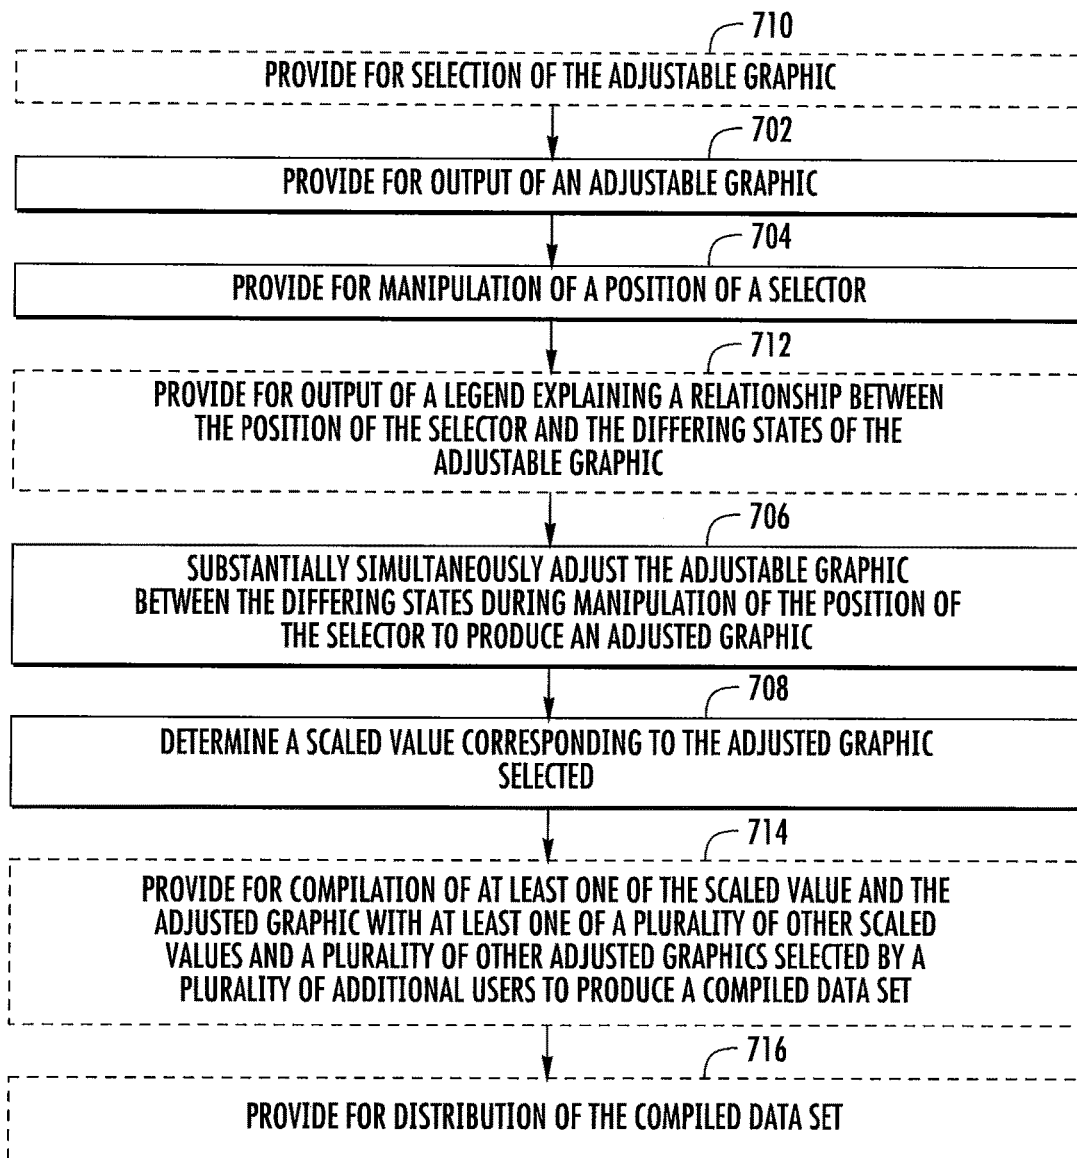 710
PROVIDE FOR SELECTION OF THE ADJUSTABLE GRAPHIC
702
PROVIDE FOR OUTPUT OF AN ADJUSTABLE GRAPHIC
704
PROVIDE FOR MANIPULATION OF A POSITION OF A SELECTOR
712
PROVIDE FOR OUTPUT OF A LEGEND EXPLAINING A RELATIONSHIP BETWEEN
THE POSITION OF THE SELECTOR AND THE DIFFERING STATES OF THE
ADJUSTABLE GRAPHIC
706
SUBSTANTIALLY SIMULTANEOUSLY ADJUST THE ADJUSTABLE GRAPHIC
BETWEEN THE DIFFERING STATES DURING MANIPULATION OF THE POSITION OF
THE SELECTOR TO PRODUCE AN ADJUSTED GRAPHIC
708
DETERMINE A SCALED VALUE CORRESPONDING TO THE ADJUSTED GRAPHIC
SELECTED
714
PROVIDE FOR COMPILATION OF AT LEAST ONE OF THE SCALED VALUE AND THE
ADJUSTED GRAPHIC WITH AT LEAST ONE OF A PLURALITY OF OTHER SCALED
VALUES AND A PLURALITY OF OTHER ADJUSTED GRAPHICS SELECTED BY A
PLURALITY OF ADDITIONAL USERS TO PRODUCE A COMPILED DATA SET
716
PROVIDE FOR DISTRIBUTION OF THE COMPILED DATA SET